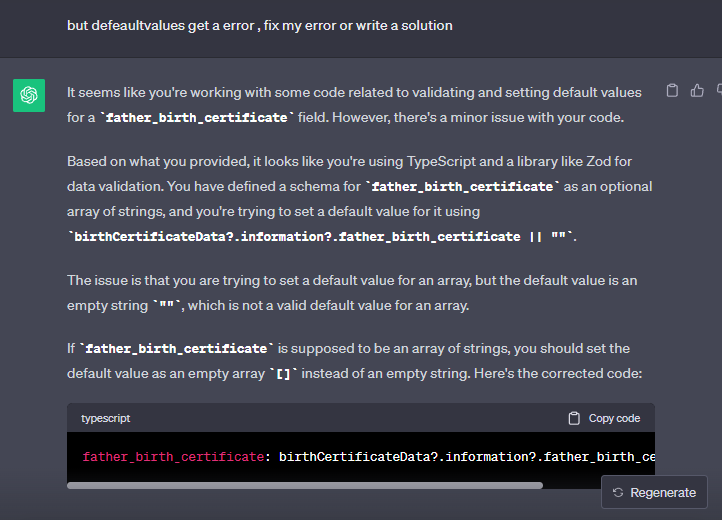 but defeaultvalues get a error , fix my error or write a solution
It seems like you're working with some code related to validating and setting default values
for a `father_birth_certificate` field. However, there's a minor issue with your code.
Based on what you provided, it looks like you're using TypeScript and a library like Zod for
data validation. You have defined a schema for `father_birth_certificate` as an optional
array of strings, and you're trying to set a default value for it using
`birthCertificateData?.information?.father_birth_certificate || ""`.
The issue is that you are trying to set a default value for an array, but the default value is an
empty string `""`, which is not a valid default value for an array.
If `father_birth_certificate` is supposed to be an array of strings, you should set the
default value as an empty array `[]` instead of an empty string. Here's the corrected code:
typescript Copy code
father_birth_certificate: birthCertificateData?.information?.father_birth_ce
Regenerate